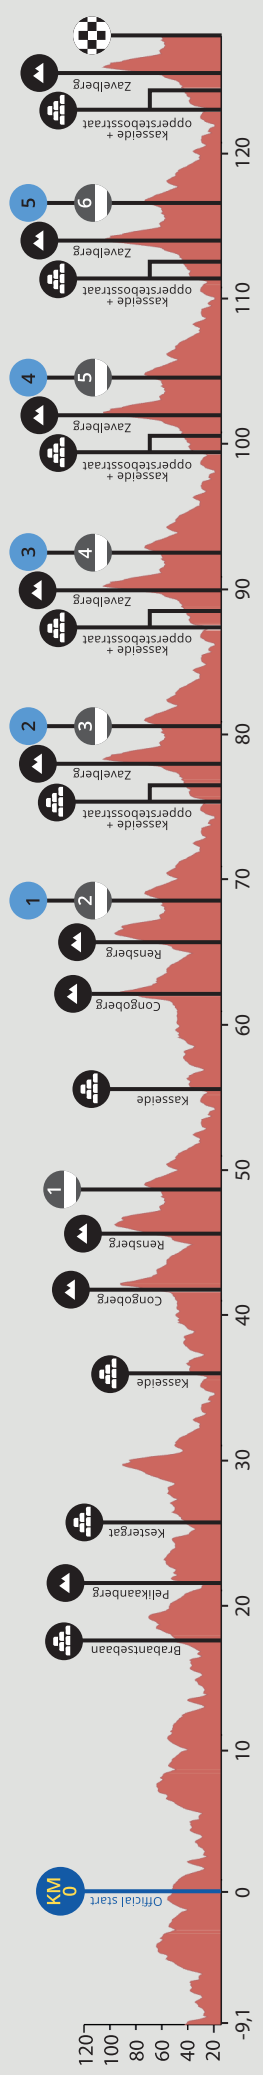 KM
0
Official start
Brabantsebaan
Pelikaanberg
Kestergat
Kasseide
Congoberg
Rensberg
1
Kasseide
Congoberg
Rensberg
1
2
kasseide +
opperstebosstraat
Zavelberg
2
3
kasseide +
opperstebosstraat
Zavelberg
3
4
kasseide +
opperstebosstraat
Zavelberg
4
5
kasseide +
opperstebosstraat
Zavelberg
5
6
kasseide +
opperstebosstraat
Zavelberg
120
100
80
60
40
20
-9,1
0
10
20
30
40
50
60
70
80
90
100
110
120